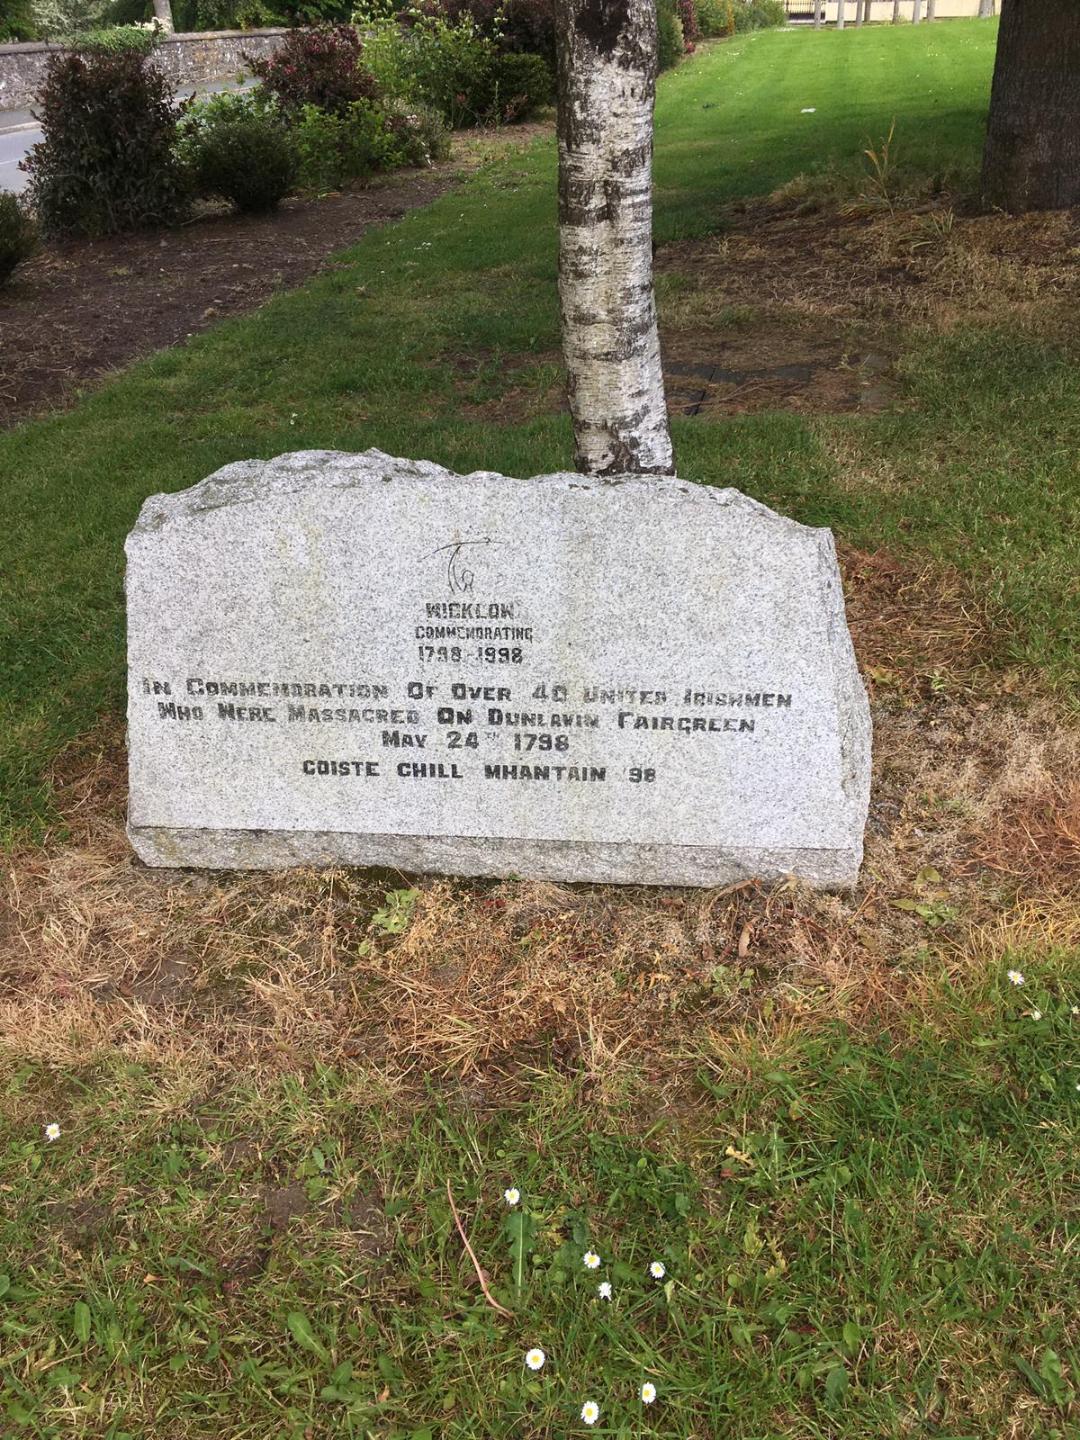 WICKLOW
COMMEMORATING
1798-1998
IN COMMEMORATION OF OVER 40 UNITED IRISHMEN
WHO WERE MASSACRED ON DUNLAVIN FAIRGREEN
MAY 24TH 1798
COISTE CHILL MHANTAIN '98